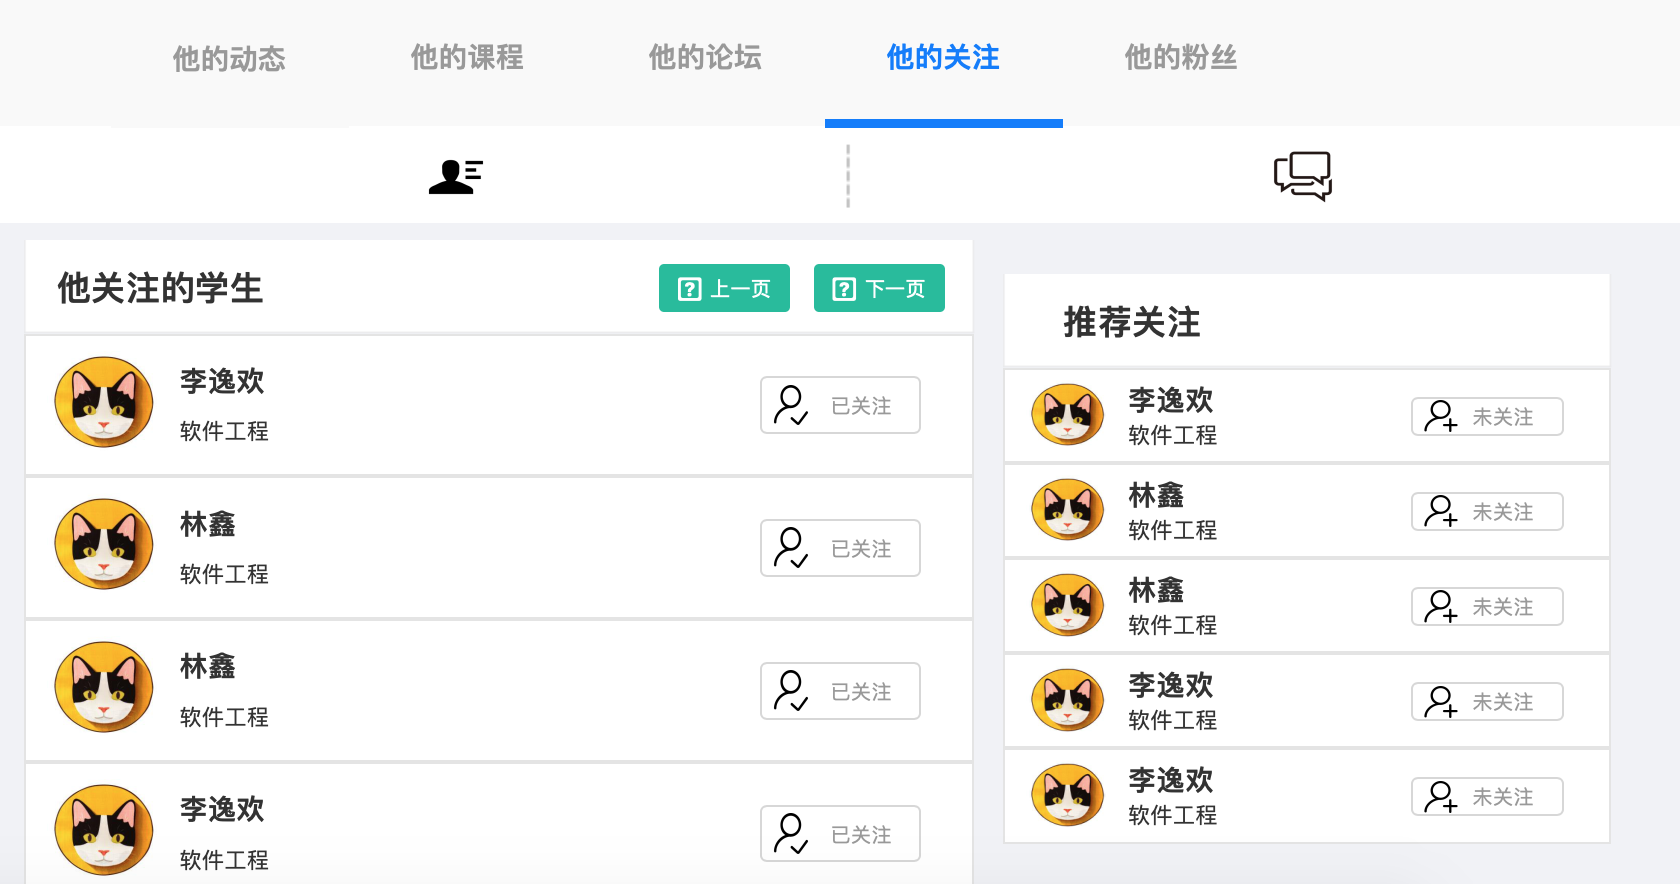 他的动态 他的课程 他的论坛 他的关注 他的粉丝
他关注的学生 上一页 下一页
李逸欢
软件工程
已关注
林鑫
软件工程
已关注
林鑫
软件工程
已关注
李逸欢
软件工程
已关注
推荐关注
李逸欢
软件工程
未关注
林鑫
软件工程
未关注
林鑫
软件工程
未关注
李逸欢
软件工程
未关注
李逸欢
软件工程
未关注